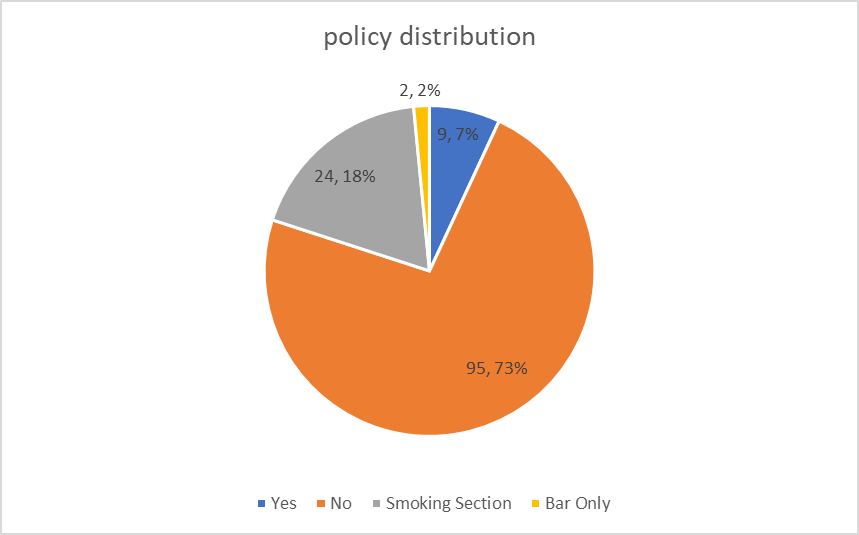 policy distribution
2, 2%
9, 7%
24, 18%
95, 73%
Yes No Smoking Section Bar Only